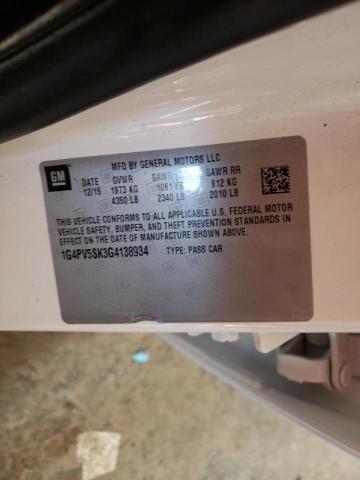 GM
MFD BY GENERAL MOTORS LLC
DATE GVWR GAWR GAWR RR
12/15 1973 KG 1061 912 KG
4350 LB 2340 LB 2010 LB
THIS VEHICLE CONFORMS TO ALL APPLICABLE U.S. FEDERAL MOTOR
VEHICLE SAFETY, BUMPER, AND THEFT PREVENTION STANDARDS IN
EFFECT ON THE DATE OF MANUFACTURE SHOWN ABOVE.
1G4PV5SK3G4138934 TYPE: PASS CAR